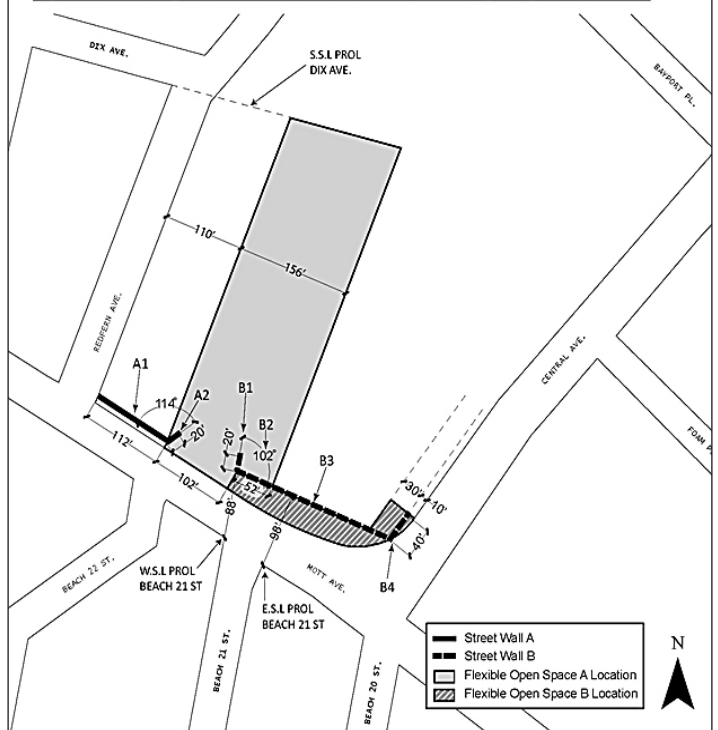 DIX AVE.
S.S.L PROL
DIX AVE.
BAYPORT PL.
110'
156'
REDFERN AVE.
CENTRAL AVE.
A1
A2
B1
114°
B2
20'
20'
102°
B3
112'
102'
52'
30'
10'
FOAM P
88'
98'
40'
BEACH 22 ST.
W.S.L PROL
BEACH 21 ST
MOTT AVE.
B4
E.S.L PROL
BEACH 21 ST
BEACH 21 ST.
BEACH 20 ST.
Street Wall A
Street Wall B
Flexible Open Space A Location
Flexible Open Space B Location
N